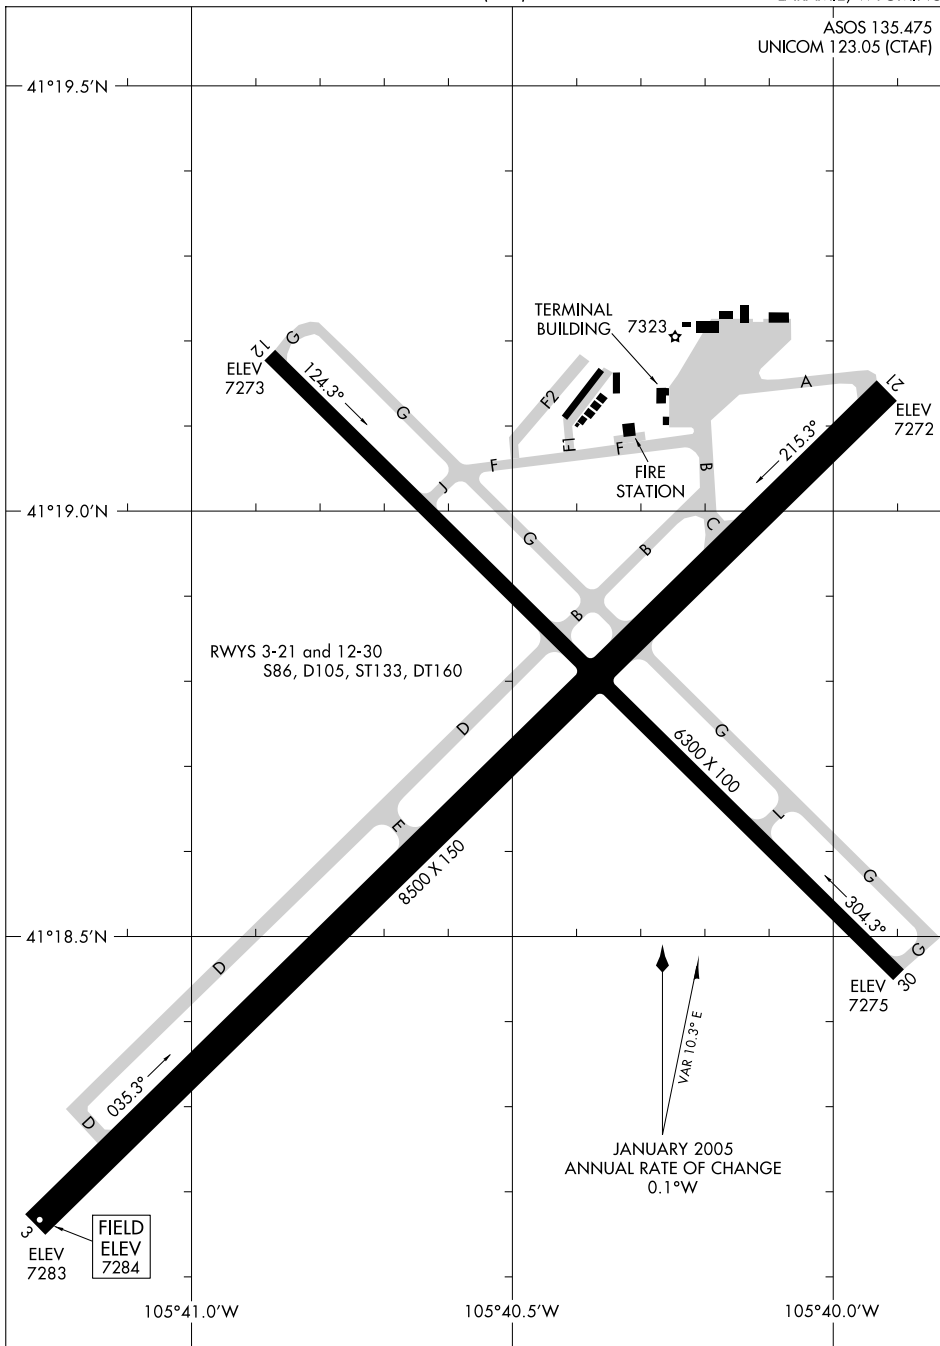 ASOS 135.475
UNICOM 123.05 (CTAF)
41°19.5'N
TERMINAL
BUILDING
7323
G
12
ELEV
7273
124.3°
G
F2
A
21
ELEV
7272
F1
F
F
215.3°
B
FIRE
STATION
J
41°19.0'N
C
G
B
B
RWYS 3-21 and 12-30
S86, D105, ST133, DT160
D
G
6300 X 100
E
8500 X 150
I
G
304.3°
41°18.5'N
G
D
ELEV
7275
30
VAR 10.3° E
035.3°
D
JANUARY 2005
ANNUAL RATE OF CHANGE
0.1°W
3
FIELD
ELEV
7284
ELEV
7283
105°41.0'W
105°40.5'W
105°40.0'W